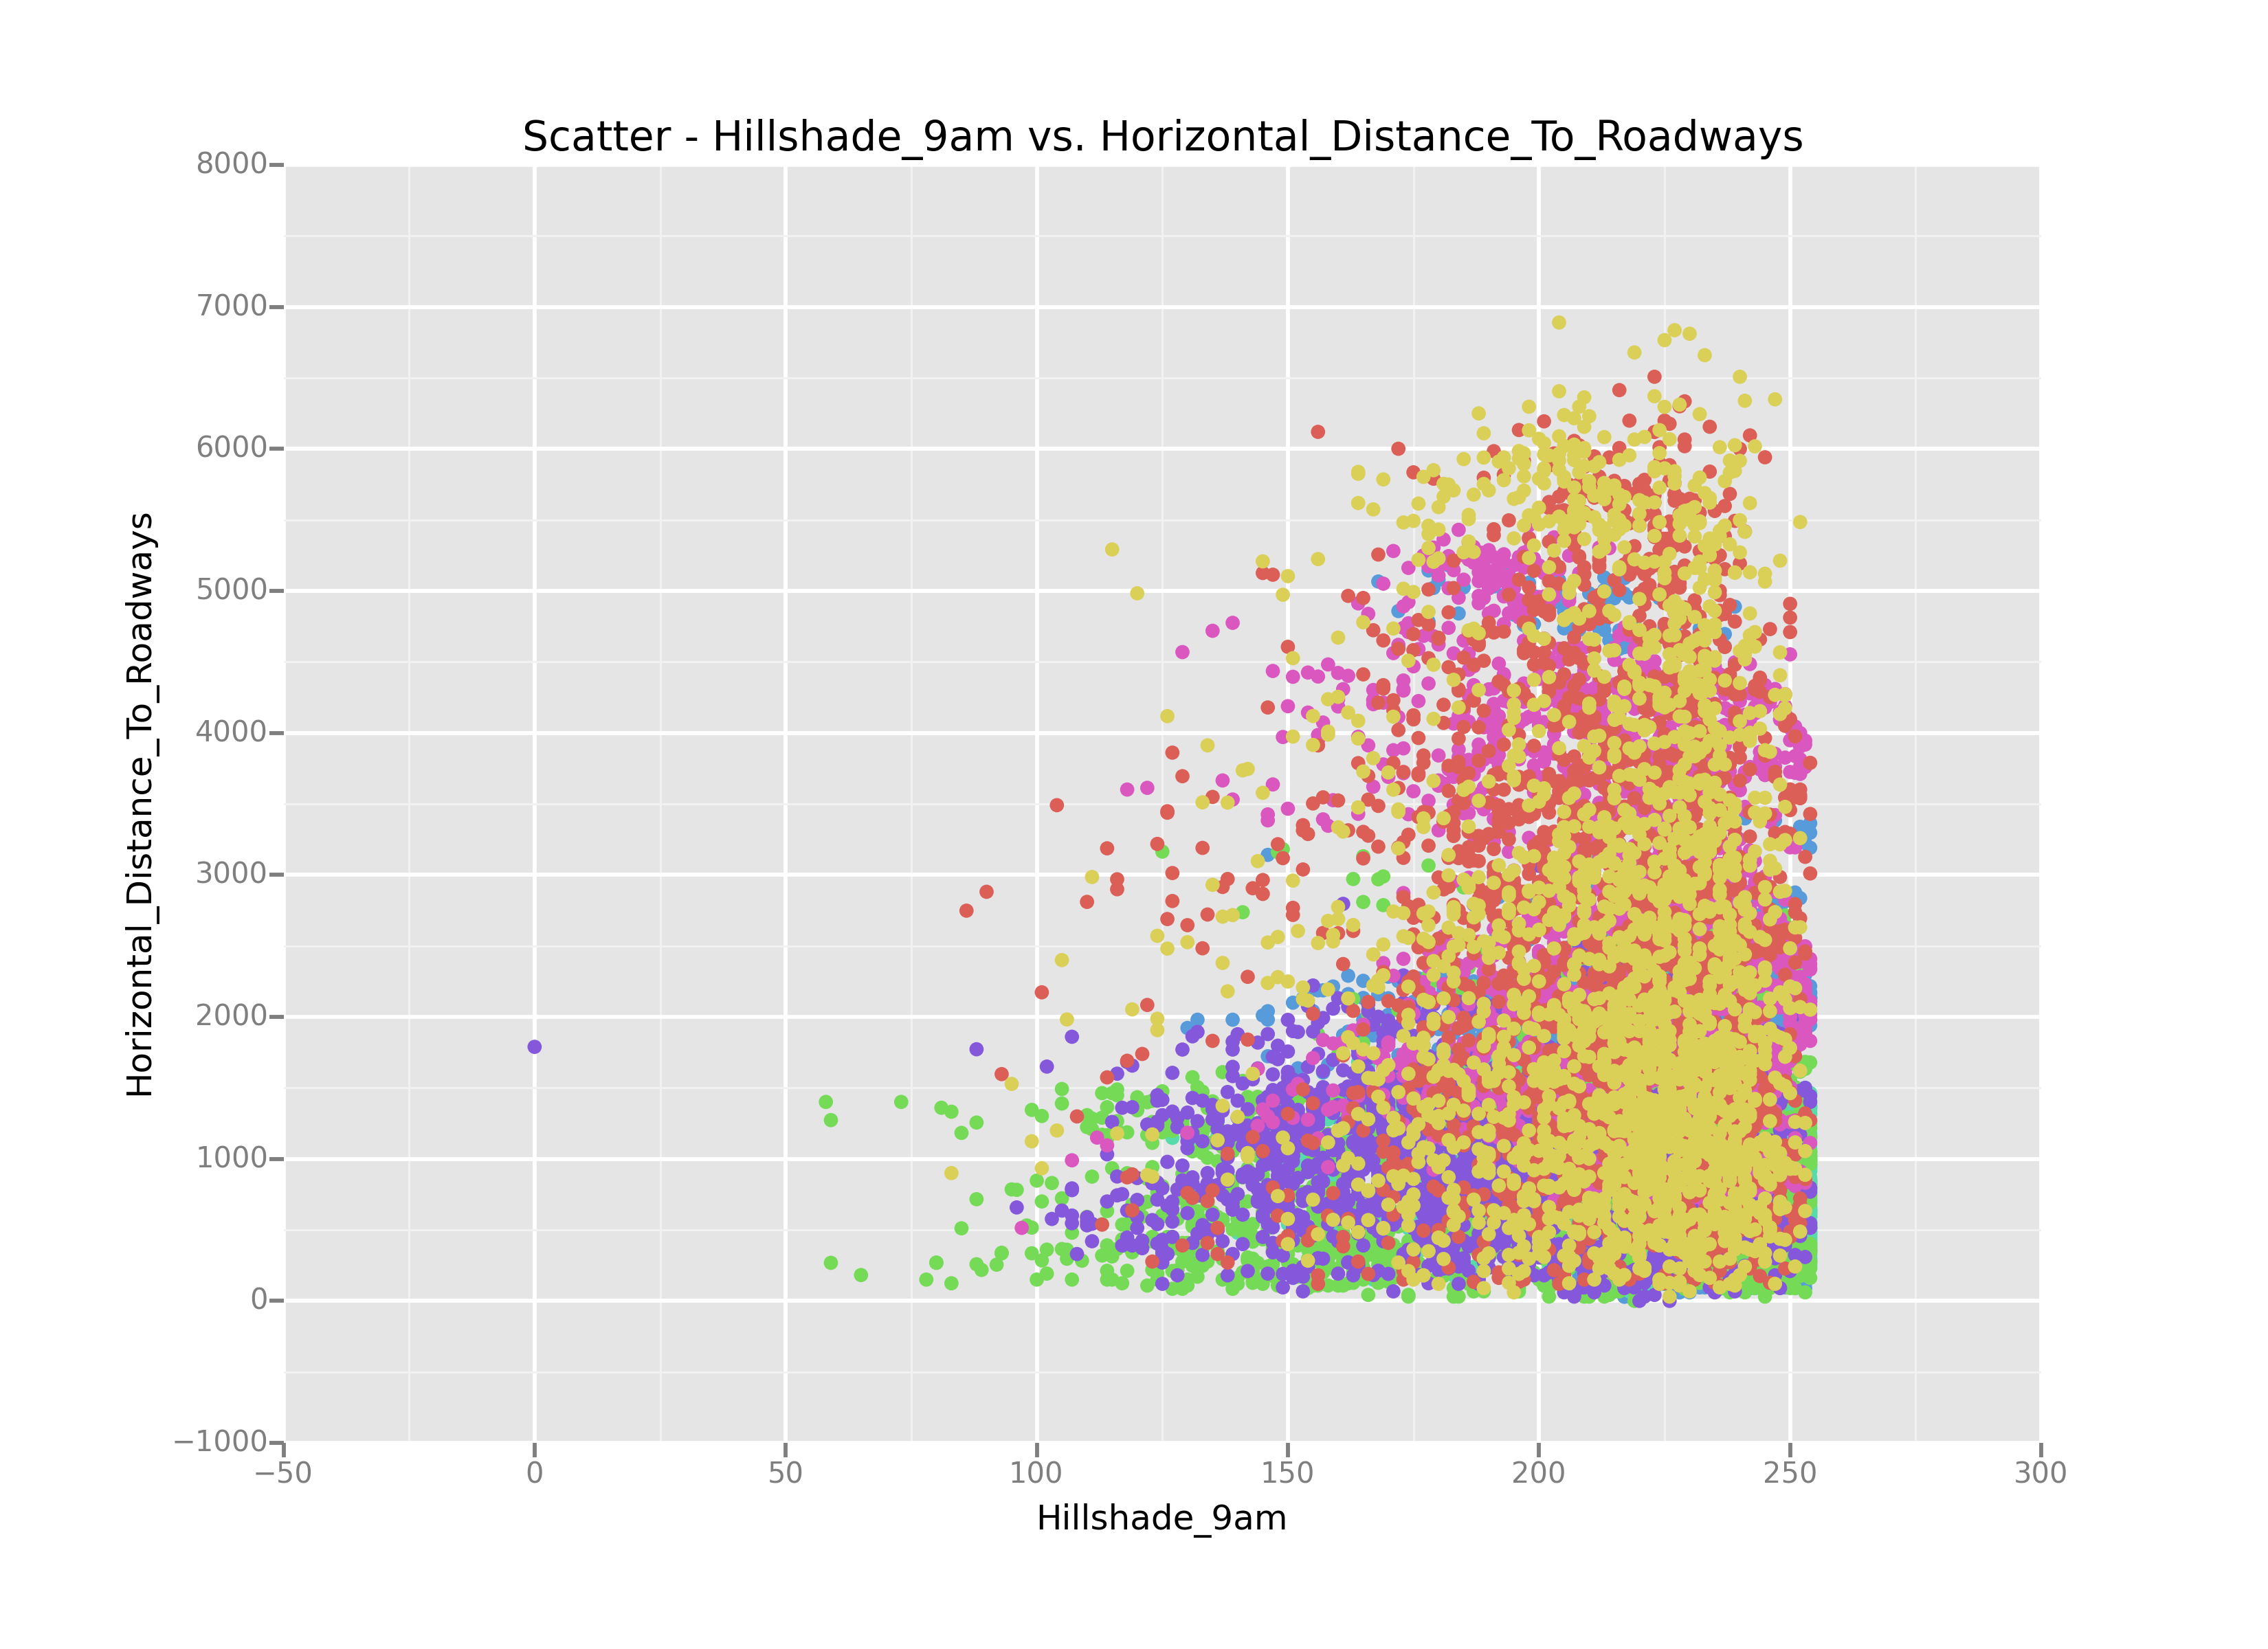 Scatter - Hillshade_9am vs. Horizontal_Distance_To_Roadways
8000
7000
6000
5000
4000
3000
2000
1000
0
−1000
Horizontal_Distance_To_Roadways
−50 0 50 100 150 200 250 300
Hillshade_9am